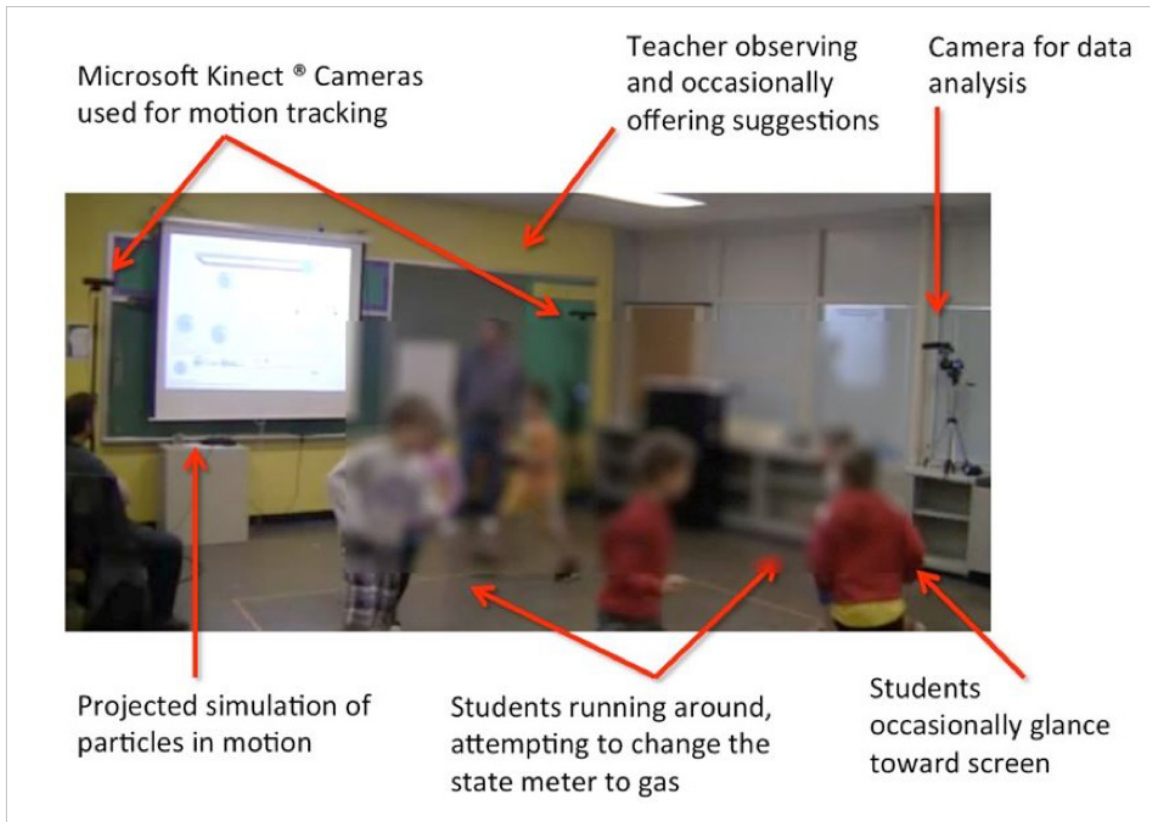 Microsoft Kinect ® Cameras
used for motion tracking
Teacher observing
and occasionally
offering suggestions
Camera for data
analysis
Projected simulation of
particles in motion
Students running around,
attempting to change the
state meter to gas
Students
occasionally glance
toward screen